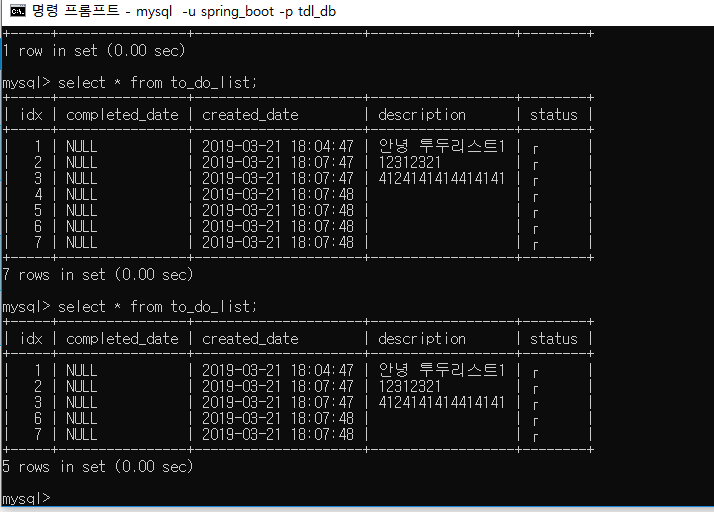 명령 프롬프트 - mysql  -u spring_boot -p tdl_db
+-----+----------------+---------------------+------------------+--------+
1 row in set (0.00 sec)
mysql> select * from to_do_list;
+-----+----------------+---------------------+------------------+--------+
| idx | completed_date | created_date        | description      | status |
+-----+----------------+---------------------+------------------+--------+
|   1 | NULL           | 2019-03-21 18:04:47 | 안녕 투두리스트1 | ┌      |
|   2 | NULL           | 2019-03-21 18:07:47 | 12312321         | ┌      |
|   3 | NULL           | 2019-03-21 18:07:47 | 4124141414414141 | ┌      |
|   4 | NULL           | 2019-03-21 18:07:48 |                  | ┌      |
|   5 | NULL           | 2019-03-21 18:07:48 |                  | ┌      |
|   6 | NULL           | 2019-03-21 18:07:48 |                  | ┌      |
|   7 | NULL           | 2019-03-21 18:07:48 |                  | ┌      |
+-----+----------------+---------------------+------------------+--------+
7 rows in set (0.00 sec)
mysql> select * from to_do_list;
+-----+----------------+---------------------+------------------+--------+
| idx | completed_date | created_date        | description      | status |
+-----+----------------+---------------------+------------------+--------+
|   1 | NULL           | 2019-03-21 18:04:47 | 안녕 투두리스트1 | ┌      |
|   2 | NULL           | 2019-03-21 18:07:47 | 12312321         | ┌      |
|   3 | NULL           | 2019-03-21 18:07:47 | 4124141414414141 | ┌      |
|   6 | NULL           | 2019-03-21 18:07:48 |                  | ┌      |
|   7 | NULL           | 2019-03-21 18:07:48 |                  | ┌      |
+-----+----------------+---------------------+------------------+--------+
5 rows in set (0.00 sec)
mysql>